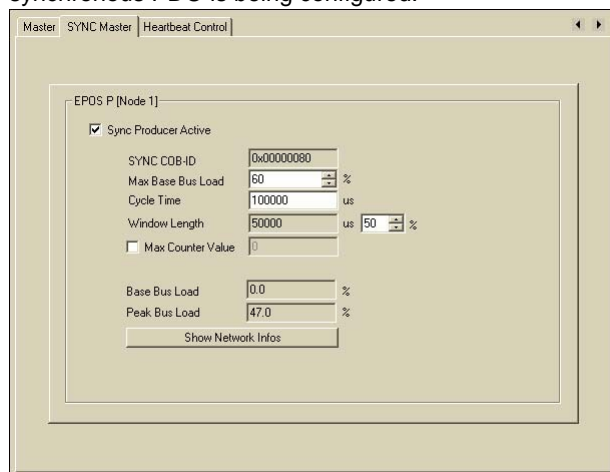 synchronous PDO is being configured.
Master SYNC Master Heartbeat Control
EPOS P [Node 1]
Sync Producer Active
SYNC COB-ID 0x00000080
Max Base Bus Load 60 %
Cycle Time 100000 us
Window Length 50000 us 50 %
Max Counter Value 0
Base Bus Load 0.0 %
Peak Bus Load 47.0 %
Show Network Infos